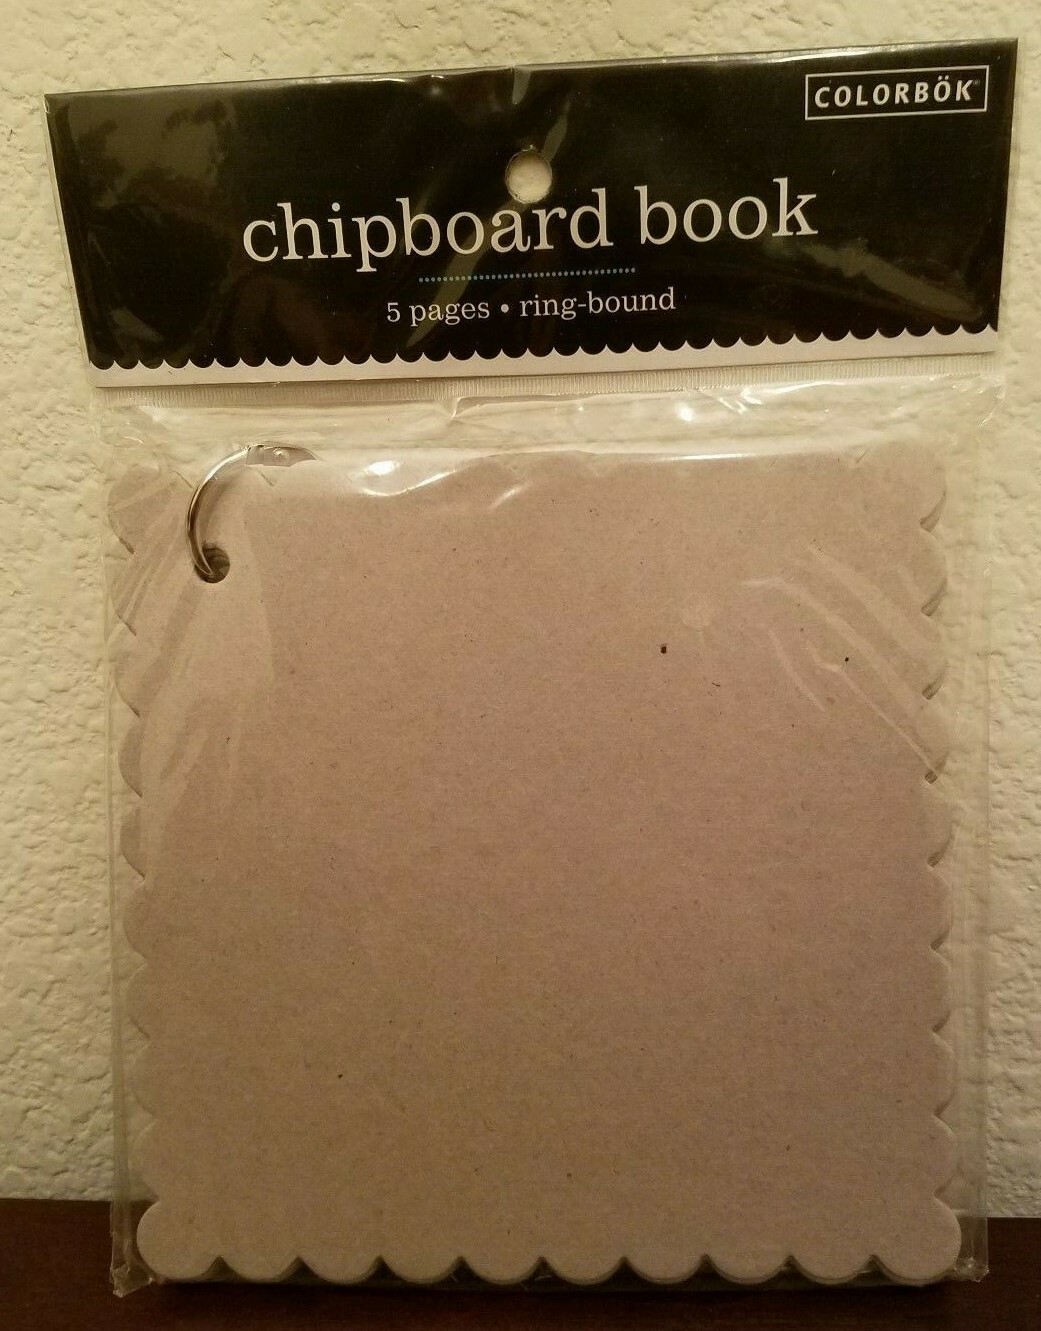 COLORBÖK
chipboard book
5 pages • ring-bound